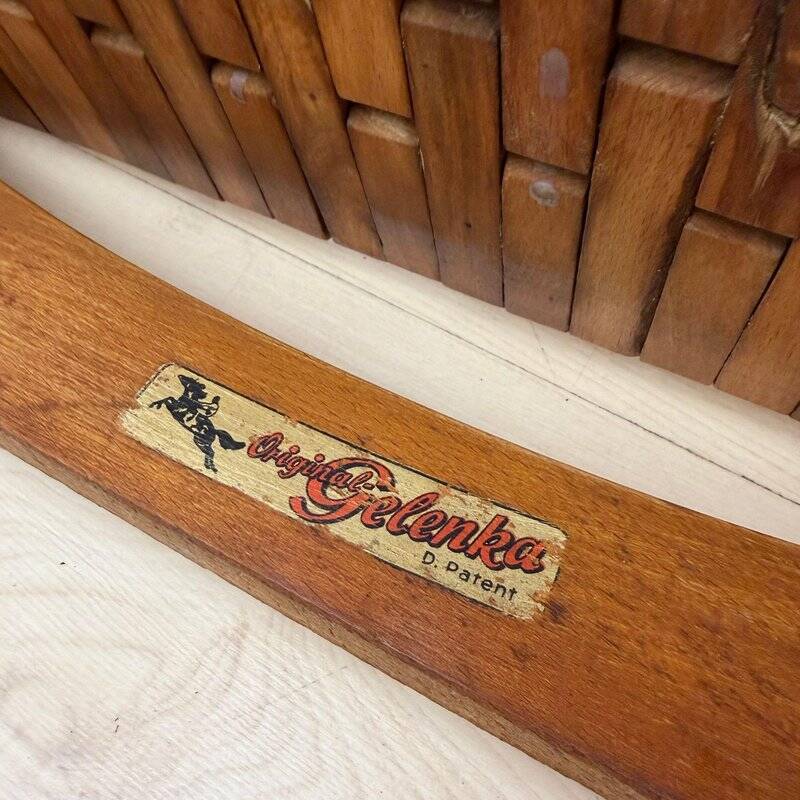 Original-
Gelenka
D. Patent